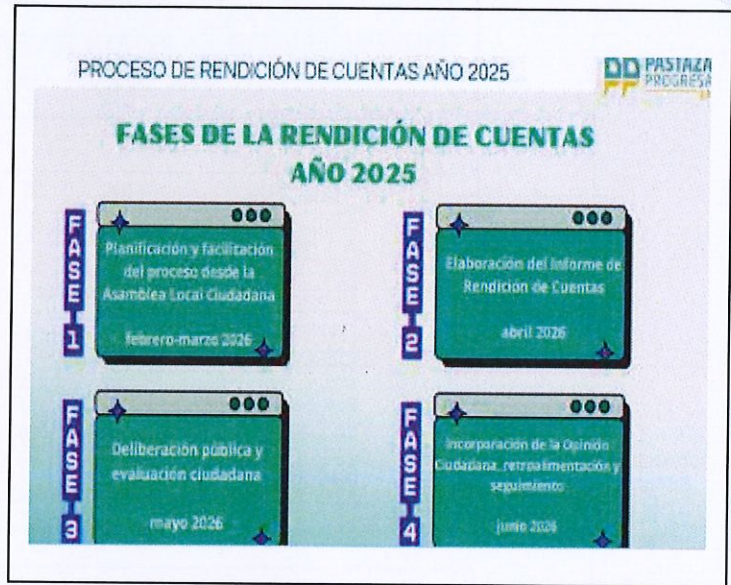 PROCESO DE RENDICIÓN DE CUENTAS AÑO 2025
PASTAZA
PROGRESA
FASES DE LA RENDICIÓN DE CUENTAS
AÑO 2025
FASE 1
Planificación y facilitación
del proceso desde la
Asamblea Local Ciudadana
febrero-marzo 2026
FASE 2
Elaboración del Informe de
Rendición de Cuentas
abril 2026
FASE 3
Deliberación pública y
evaluación ciudadana
mayo 2026
FASE 4
Incorporación de la Opinión
Ciudadana, retroalimentación y
seguimiento
junio 2026